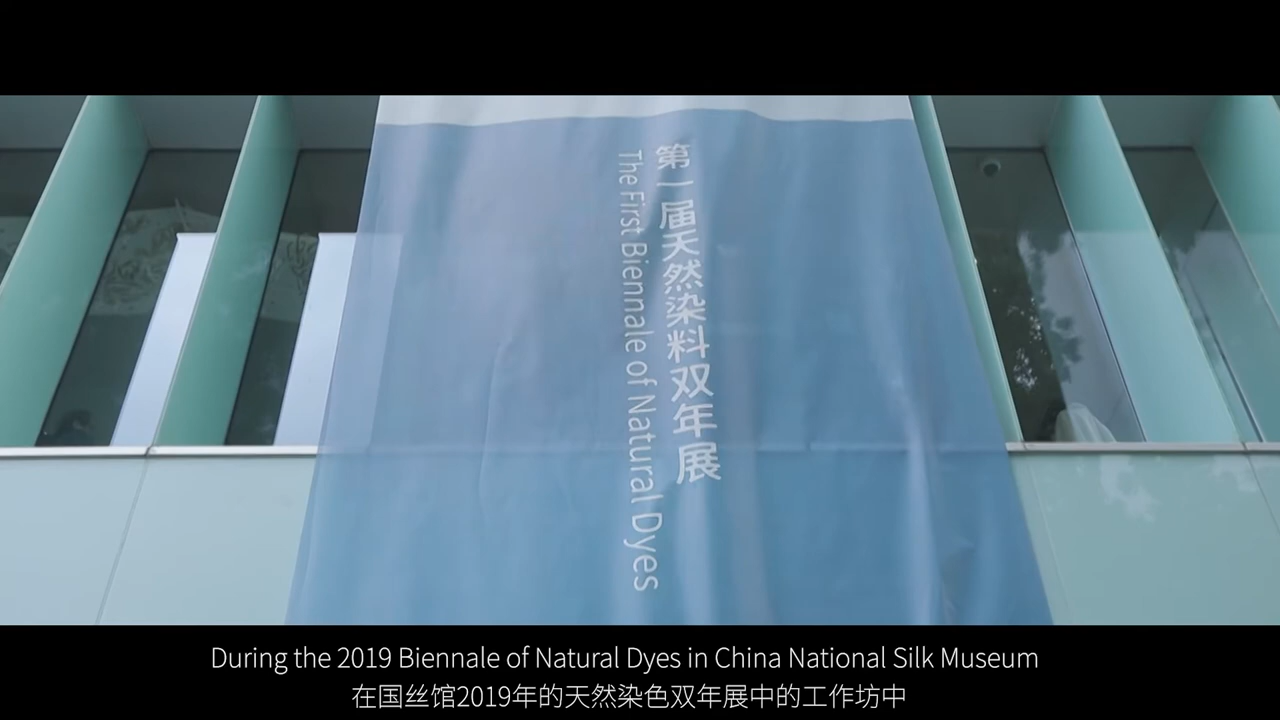 第一届天然染料双年展
The First Biennale of Natural Dyes
During the 2019 Biennale of Natural Dyes in China National Silk Museum
在国丝馆2019年的天然染色双年展中的工作坊中